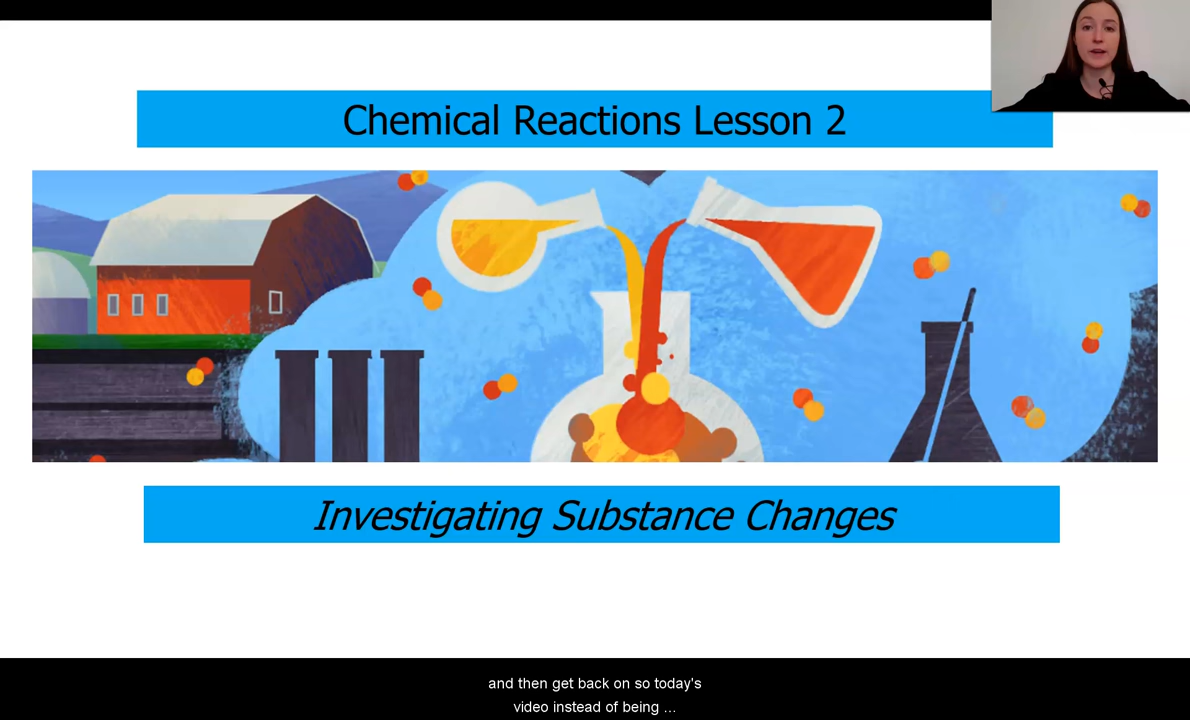 Chemical Reactions Lesson 2
Investigating Substance Changes
and then get back on so today's
video instead of being ...